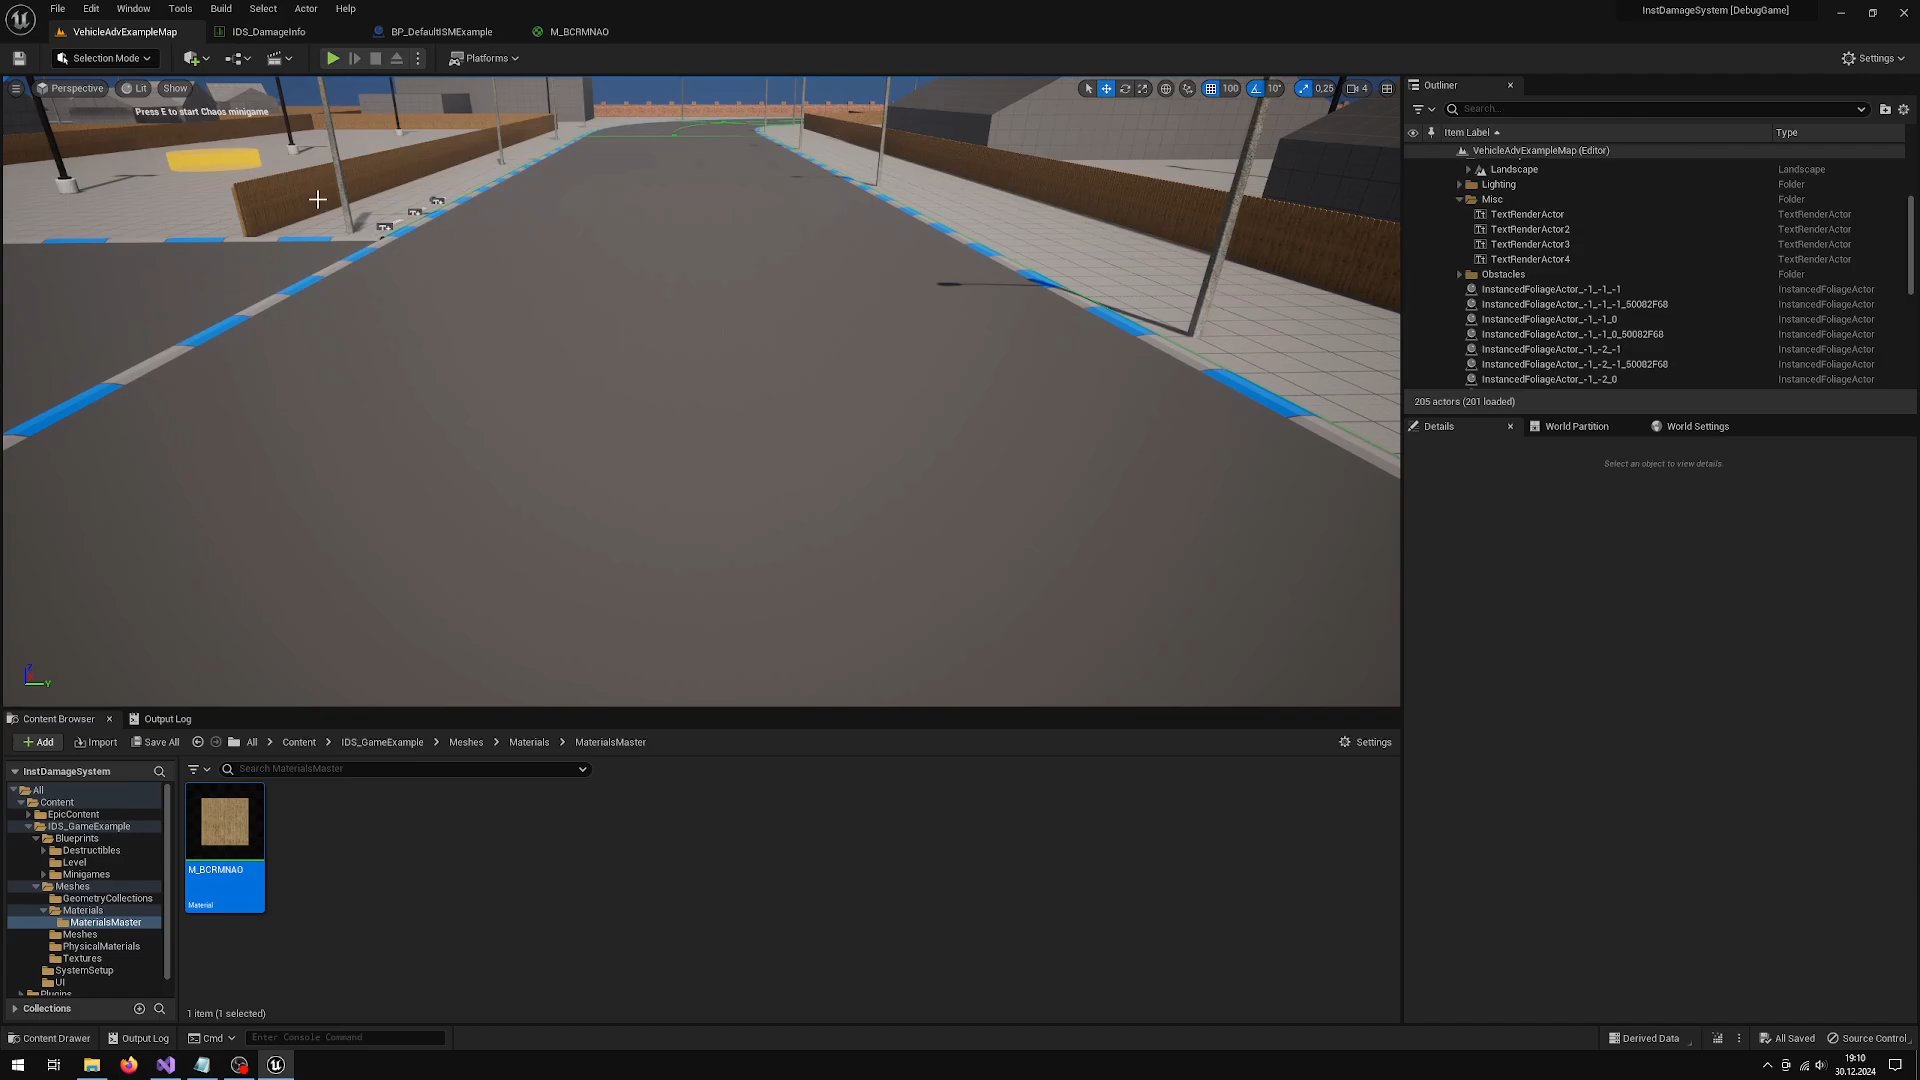 File Edit Window Tools Build Select Actor Help
InstDamageSystem [DebugGame]
VehicleAdvExampleMap IDS_DamageInfo BP_DefaultISMExample M_BCRMNAO
Selection Mode Platforms Settings
Perspective Lit Show 100 10° 0,25 4
Press E to start Chaos minigame
Outliner
Search...
Item Label Type
VehicleAdvExampleMap (Editor)
Landscape Landscape
Lighting Folder
Misc Folder
TextRenderActor TextRenderActor
TextRenderActor2 TextRenderActor
TextRenderActor3 TextRenderActor
TextRenderActor4 TextRenderActor
Obstacles Folder
InstancedFoliageActor_-1_-1_-1 InstancedFoliageActor
InstancedFoliageActor_-1_-1_-1_50082F68 InstancedFoliageActor
InstancedFoliageActor_-1_-1_0 InstancedFoliageActor
InstancedFoliageActor_-1_-1_0_50082F68 InstancedFoliageActor
InstancedFoliageActor_-1_-2_-1 InstancedFoliageActor
InstancedFoliageActor_-1_-2_-1_50082F68 InstancedFoliageActor
InstancedFoliageActor_-1_-2_0 InstancedFoliageActor
205 actors (201 loaded)
Details World Partition World Settings
Select an object to view details.
Z
Y
Content Browser Output Log
Add Import Save All All Content IDS_GameExample Meshes Materials MaterialsMaster Settings
InstDamageSystem
Search MaterialsMaster
All
Content
EpicContent
IDS_GameExample
Blueprints
Destructibles
Level
Minigames
Meshes
GeometryCollections
Materials
MaterialsMaster
Meshes
PhysicalMaterials
Textures
SystemSetup
UI
Plugins
M_BCRMNAO
Material
Collections
1 item (1 selected)
Content Drawer Output Log Cmd Enter Console Command Derived Data All Saved Source Control
19:10
30.12.2024